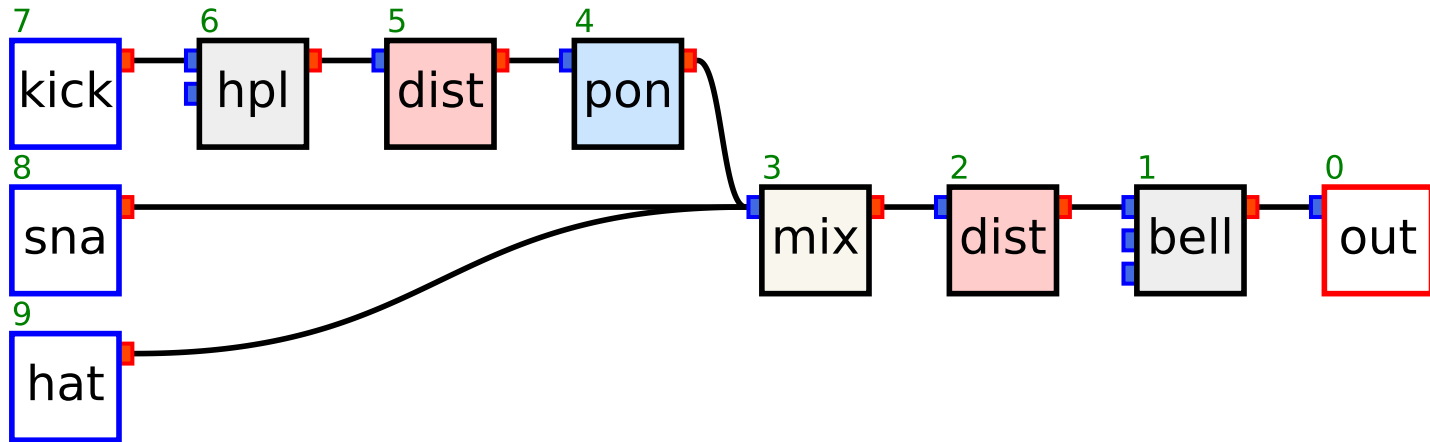 7 6 5 4
kick hpl dist pon
8 3 2 1 0
sna mix dist bell out
9
hat